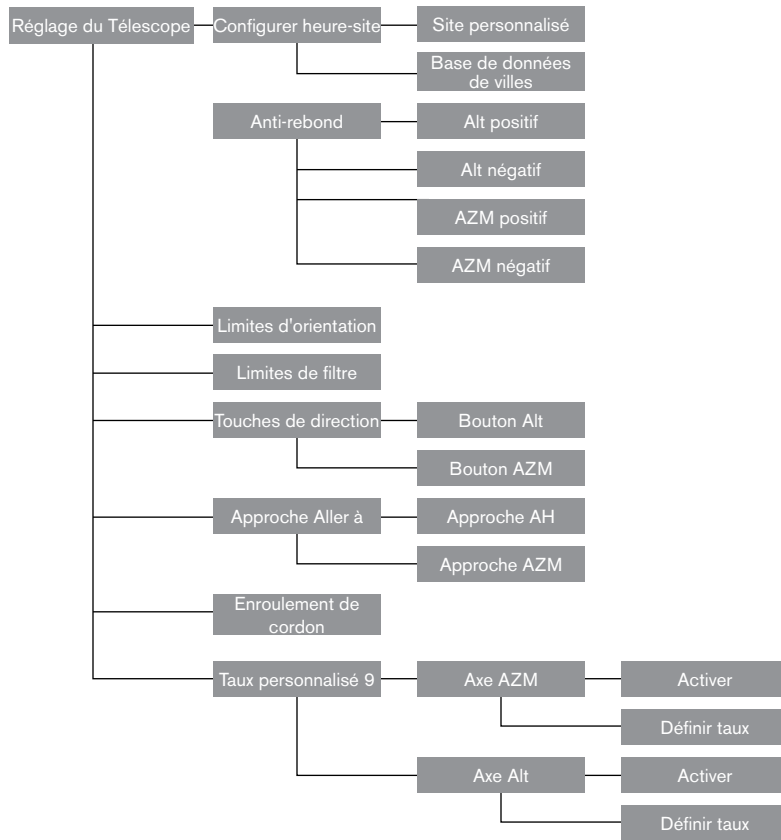 Réglage du Télescope
Configurer heure-site
Site personnalisé
Base de données
de villes
Anti-rebond
Alt positif
Alt négatif
AZM positif
AZM négatif
Limites d'orientation
Limites de filtre
Touches de direction
Bouton Alt
Bouton AZM
Approche Aller à
Approche AH
Approche AZM
Enroulement de
cordon
Taux personnalisé 9
Axe AZM
Activer
Définir taux
Axe Alt
Activer
Définir taux